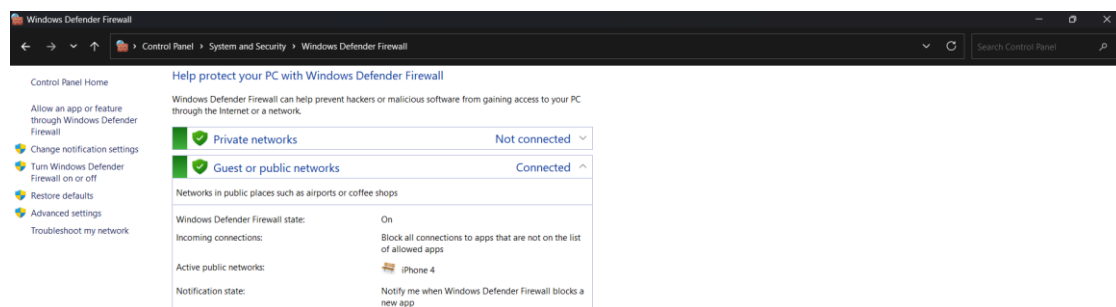 Windows Defender Firewall
Control Panel › System and Security › Windows Defender Firewall
Search Control Panel
Control Panel Home
Allow an app or feature
through Windows Defender
Firewall
Change notification settings
Turn Windows Defender
Firewall on or off
Restore defaults
Advanced settings
Troubleshoot my network
Help protect your PC with Windows Defender Firewall
Windows Defender Firewall can help prevent hackers or malicious software from gaining access to your PC
through the Internet or a network.
Private networks Not connected
Guest or public networks Connected
Networks in public places such as airports or coffee shops
Windows Defender Firewall state: On
Incoming connections: Block all connections to apps that are not on the list
of allowed apps
Active public networks: iPhone 4
Notification state: Notify me when Windows Defender Firewall blocks a
new app